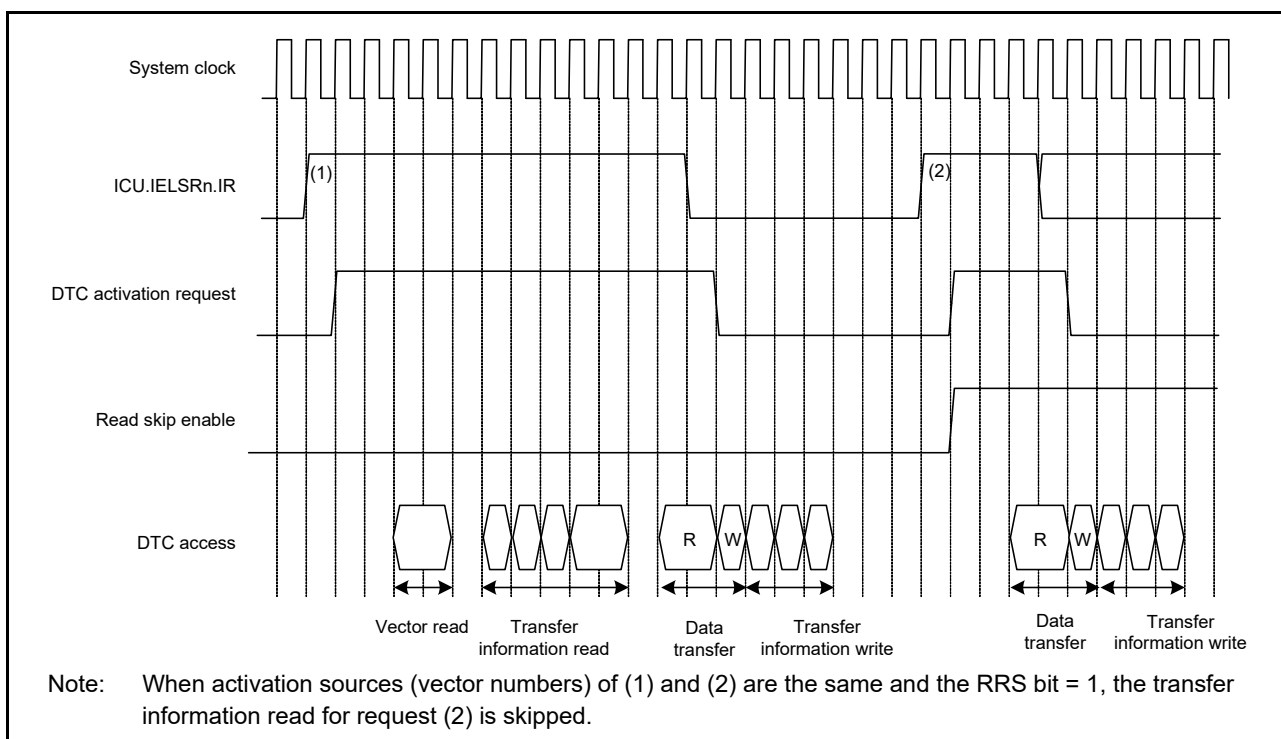 System clock
ICU.IELSRn.IR
(1)
(2)
DTC activation request
Read skip enable
DTC access
R
W
R
W
Vector read
Transfer
information read
Data
transfer
Transfer
information write
Data
transfer
Transfer
information write
Note: When activation sources (vector numbers) of (1) and (2) are the same and the RRS bit = 1, the transfer
information read for request (2) is skipped.